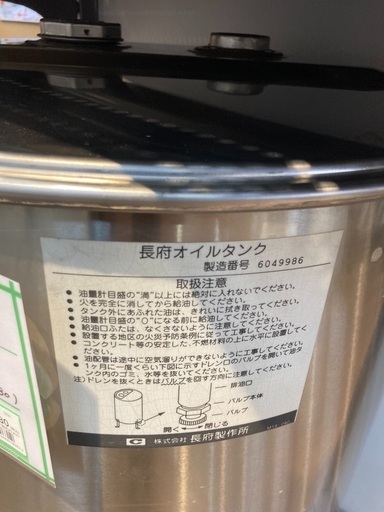 長府オイルタンク
製造番号 6049986
取扱注意
● 油量計目盛の"満"以上には絶対に入れないでください。
● 火を完全に消してから給油してください。
● タンク外にあふれた油は、きれいに拭き取ってください。
● 油量計目盛の"0"になる前に給油してください。
● 給油口ふたは、なくさないように注意してください。
● 設置する地区の火災予防条例に従って工事してください。
● コンクリート等の安定した、不燃材料の上に水平に設置してください。
● 油配管は途中に空気溜りができないように工事してください。
● 1ヶ月に一度くらい下図に示すドレン口のバルブを開いて油タンク内のゴミ、水等を抜いてください。
注)ドレンを抜くときはバルブを回す方向に注意してください。
排油口
バルブ本体
バルブ
開く 閉じる
C 株式会社 長府製作所